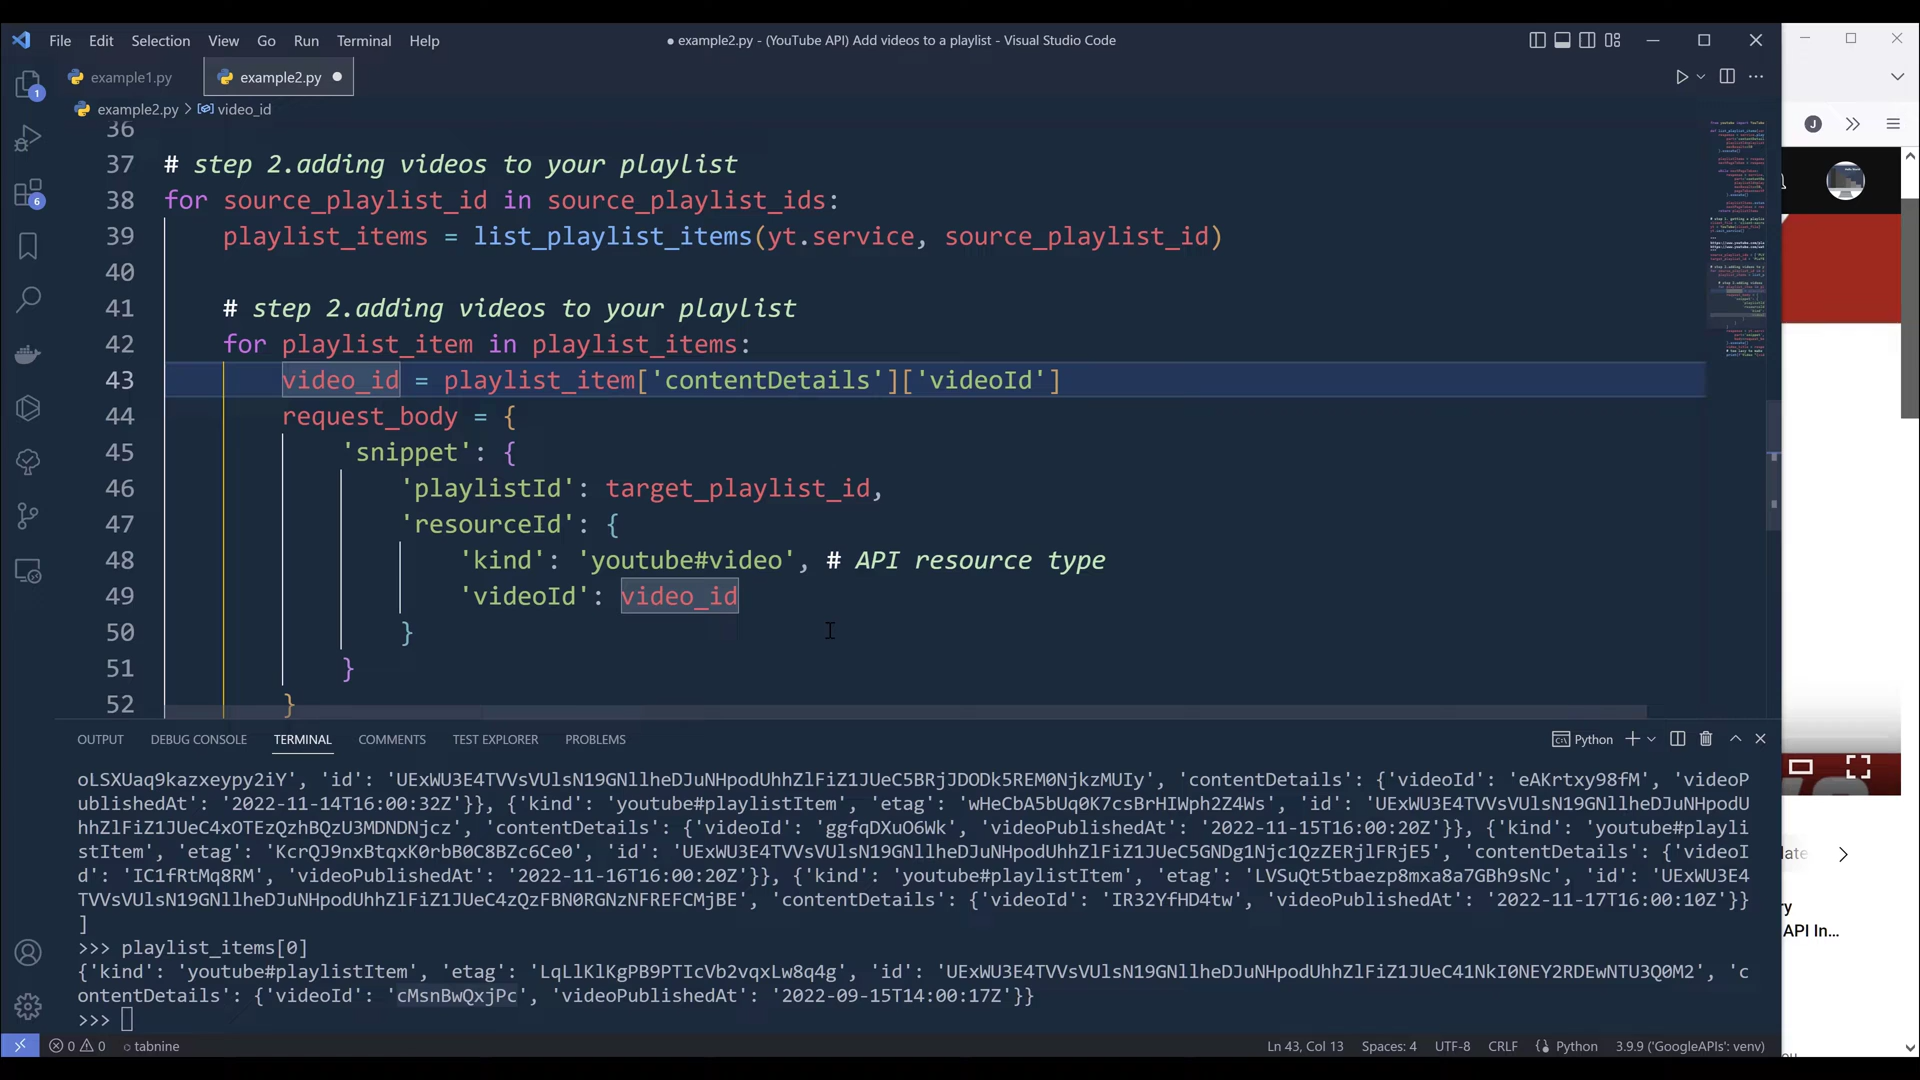 File Edit Selection View Go Run Terminal Help
● example2.py - (YouTube API) Add videos to a playlist - Visual Studio Code
example1.py
example2.py
example2.py > video_id
36
37 # step 2.adding videos to your playlist
38 for source_playlist_id in source_playlist_ids:
39 playlist_items = list_playlist_items(yt.service, source_playlist_id)
40
41 # step 2.adding videos to your playlist
42 for playlist_item in playlist_items:
43 video_id = playlist_item['contentDetails']['videoId']
44 request_body = {
45 'snippet': {
46 'playlistId': target_playlist_id,
47 'resourceId': {
48 'kind': 'youtube#video', # API resource type
49 'videoId': video_id
50 }
51 }
52 }
OUTPUT DEBUG CONSOLE TERMINAL COMMENTS TEST EXPLORER PROBLEMS
Python
oLSXUaq9kazxeypy2iY', 'id': 'UExWU3E4TVVsVUlsN19GNllheDJuNHpodUhhZlFiZ1JUeC5BRjJDODk5REM0NjkzMUIy', 'contentDetails': {'videoId': 'eAKrtxy98fM', 'videoP
ublishedAt': '2022-11-14T16:00:32Z'}}, {'kind': 'youtube#playlistItem', 'etag': 'wHeCbA5bUq0K7csBrHIWph2Z4Ws', 'id': 'UExWU3E4TVVsVUlsN19GNllheDJuNHpodU
hhZlFiZ1JUeC4xOTEzQzhBQzU3MDNDNjcz', 'contentDetails': {'videoId': 'ggfqDXuO6Wk', 'videoPublishedAt': '2022-11-15T16:00:20Z'}}, {'kind': 'youtube#playli
stItem', 'etag': 'KcrQJ9nxBtqxK0rbB0C8BZc6Ce0', 'id': 'UExWU3E4TVVsVUlsN19GNllheDJuNHpodUhhZlFiZ1JUeC5GNDg1Njc1QzZERjlFRjE5', 'contentDetails': {'videoI
d': 'IC1fRtMq8RM', 'videoPublishedAt': '2022-11-16T16:00:20Z'}}, {'kind': 'youtube#playlistItem', 'etag': 'LVSuQt5tbaezp8mxa8a7GBh9sNc', 'id': 'UExWU3E4
TVVsVUlsN19GNllheDJuNHpodUhhZlFiZ1JUeC4zQzFBN0RGNzNFREFCMjBE', 'contentDetails': {'videoId': 'IR32YfHD4tw', 'videoPublishedAt': '2022-11-17T16:00:10Z'}}
]
>>> playlist_items[0]
{'kind': 'youtube#playlistItem', 'etag': 'LqLlKlKgPB9PTIcVb2vqxLw8q4g', 'id': 'UExWU3E4TVVsVUlsN19GNllheDJuNHpodUhhZlFiZ1JUeC41NkI0NEY2RDEwNTU3Q0M2', 'c
ontentDetails': {'videoId': 'cMsnBwQxjPc', 'videoPublishedAt': '2022-09-15T14:00:17Z'}}
>>>
0 0 tabnine
Ln 43, Col 13 Spaces: 4 UTF-8 CRLF Python 3.9.9 ('GoogleAPIs': venv)
1
6
J
late
ry
API In...